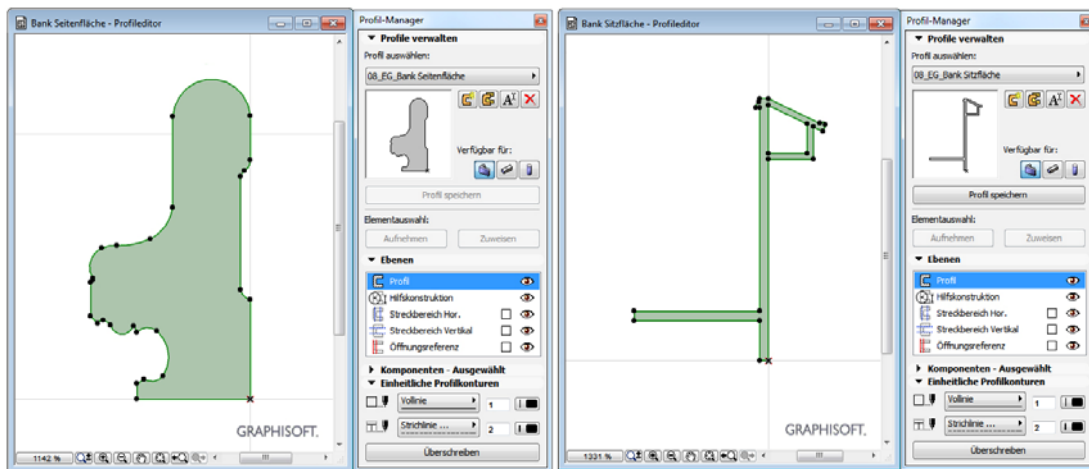 Bank Seitenfläche - Profileditor
GRAPHISOFT.
1142 %
Profil-Manager
Profile verwalten
Profil auswählen:
08_EG_Bank Seitenfläche
Verfügbar für:
Profil speichern
Elementauswahl:
Aufnehmen
Zuweisen
Ebenen
Profil
Hilfskonstruktion
Streckbereich Hor.
Streckbereich Vertikal
Öffnungsreferenz
Komponenten - Ausgewählt
Einheitliche Profilkonturen
Vollinie
1
Strichlinie ...
2
Überschreiben
Bank Sitzfläche - Profileditor
GRAPHISOFT.
1331 %
Profil-Manager
Profile verwalten
Profil auswählen:
08_EG_Bank Sitzfläche
Verfügbar für:
Profil speichern
Elementauswahl:
Aufnehmen
Zuweisen
Ebenen
Profil
Hilfskonstruktion
Streckbereich Hor.
Streckbereich Vertikal
Öffnungsreferenz
Komponenten - Ausgewählt
Einheitliche Profilkonturen
Vollinie
1
Strichlinie ...
2
Überschreiben